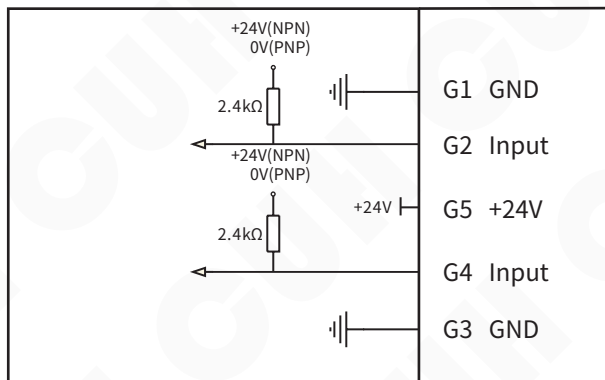 +24V(NPN)
0V(PNP)
2.4kΩ
G1 GND
G2 Input
+24V(NPN)
0V(PNP)
+24V
G5 +24V
2.4kΩ
G4 Input
G3 GND